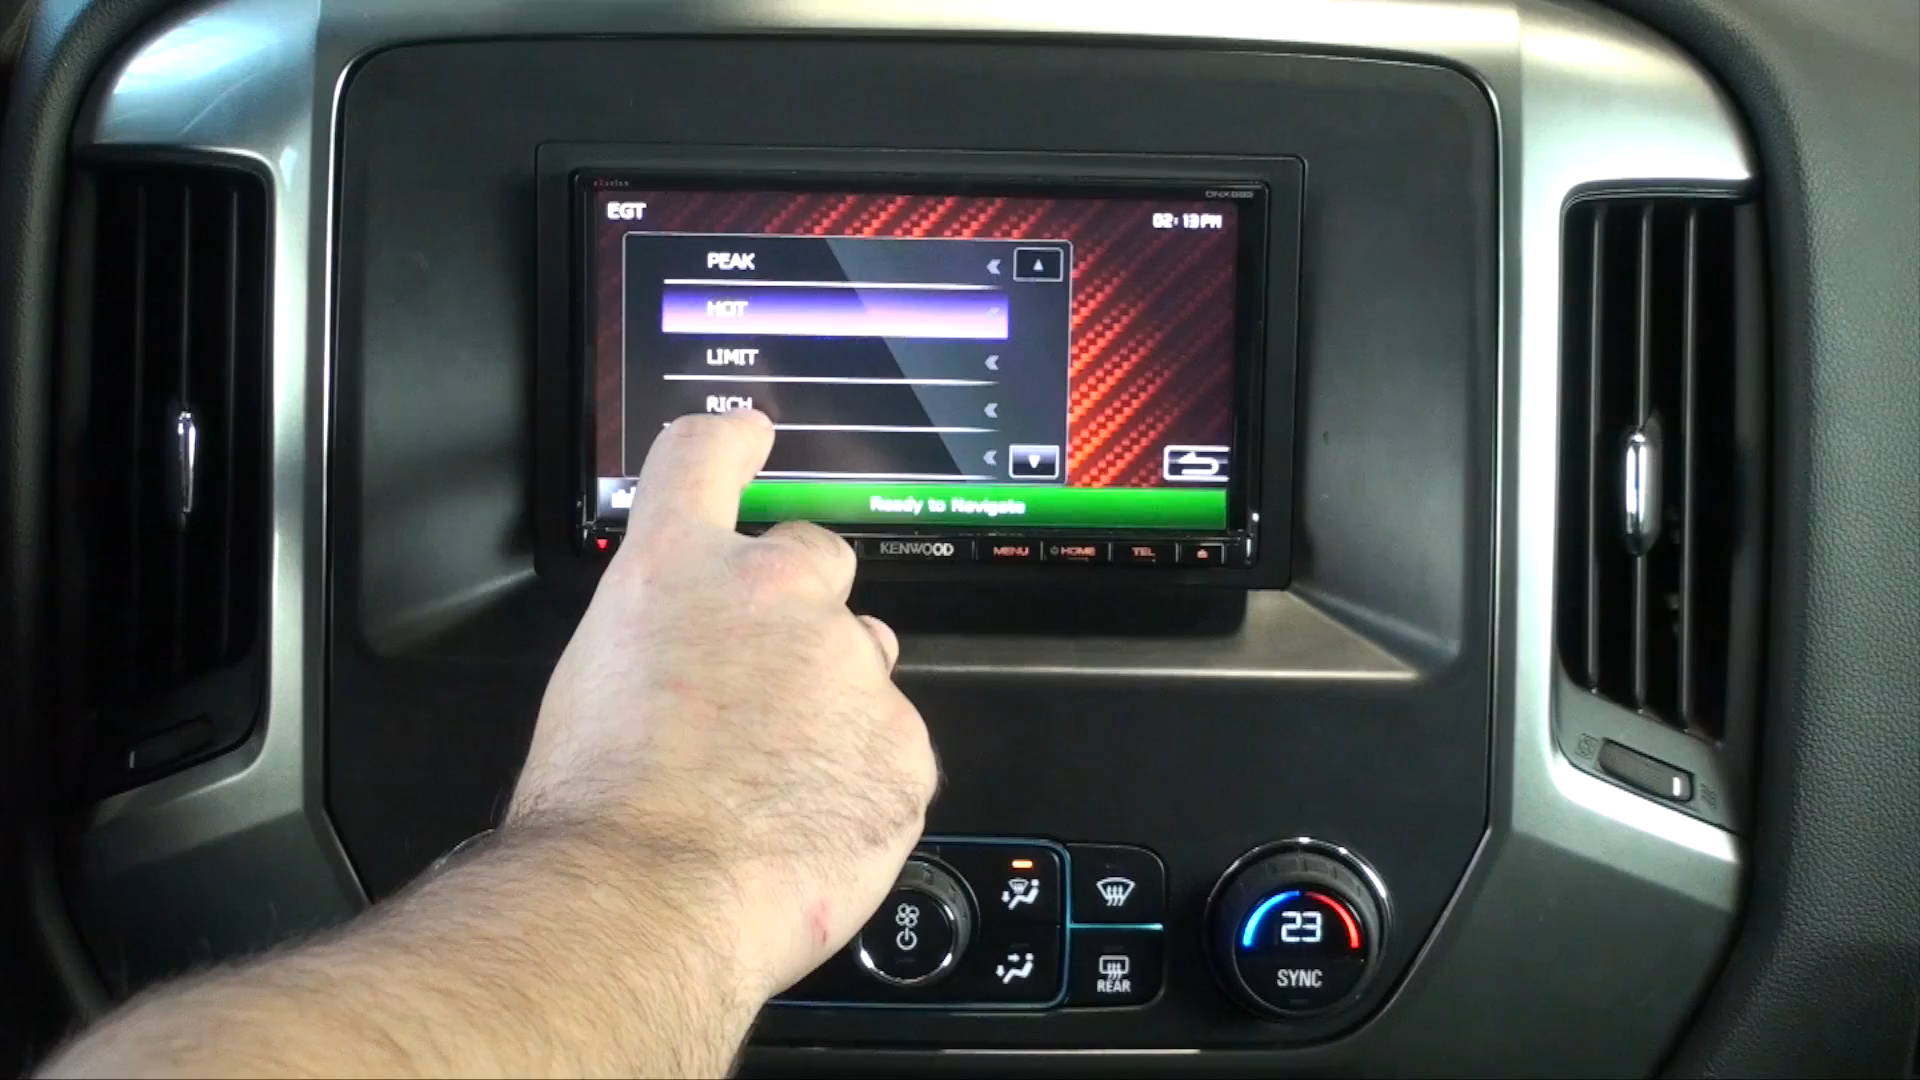 EGT
02:13 PM
PEAK
HOT
LIMIT
RICH
Ready to Navigate
KENWOOD
MENU
HOME
TEL
REAR
23
SYNC